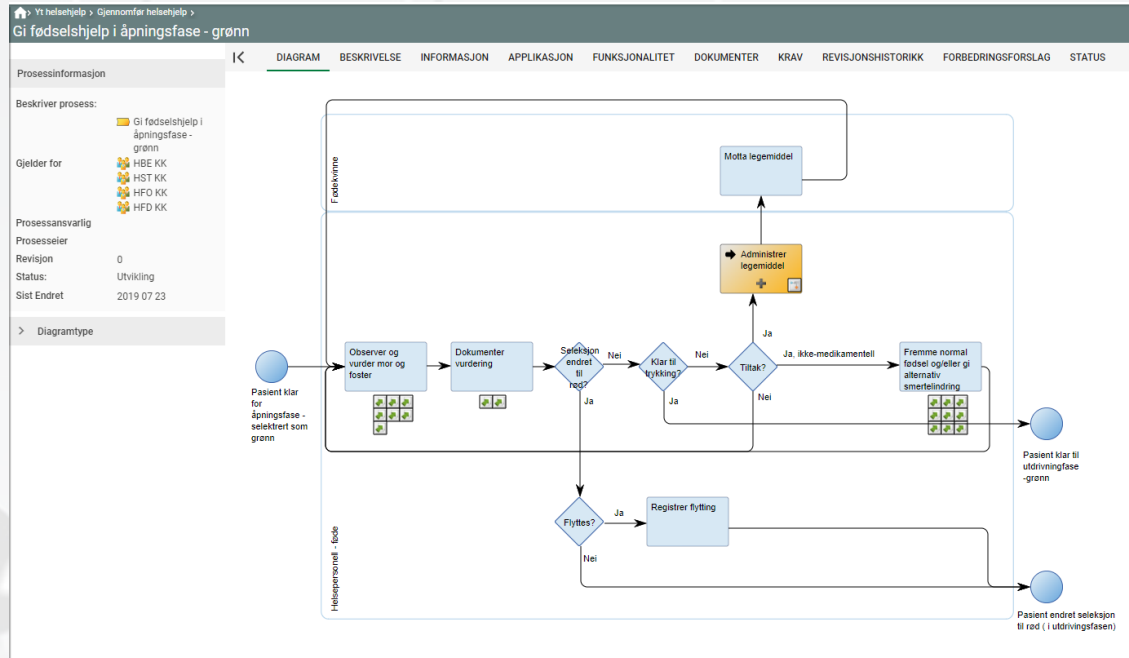 Yt helsehjelp › Gjennomfør helsehjelp ›
Gi fødselshjelp i åpningsfase - grønn
DIAGRAM BESKRIVELSE INFORMASJON APPLIKASJON FUNKSJONALITET DOKUMENTER KRAV REVISJONSHISTORIKK FORBEDRINGSFORSLAG STATUS
Prosessinformasjon
Beskriver prosess:
Gi fødselshjelp i
åpningsfase -
grønn
Gjelder for
HBE KK
HST KK
HFO KK
HFD KK
Prosessansvarlig
Prosesseier
Revisjon 0
Status: Utvikling
Sist Endret 2019 07 23
Diagramtype
Fødekvinne
Motta legemiddel
Helsepersonell - føde
Administrer
legemiddel
Ja
Pasient klar
for
åpningsfase -
selektrert som
grønn
Observer og
vurder mor og
foster
Dokumenter
vurdering
Seleksjon
endret
til
rød?
Nei
Ja
Klar til
trykking?
Nei
Ja
Tiltak?
Nei
Ja, ikke-medikamentell
Fremme normal
fødsel og/eller gi
alternativ
smertelindring
Pasient klar til
utdrivningfase
-grønn
Flyttes?
Ja
Nei
Registrer flytting
Pasient endret seleksjon
til rød ( i utdrivingsfasen)